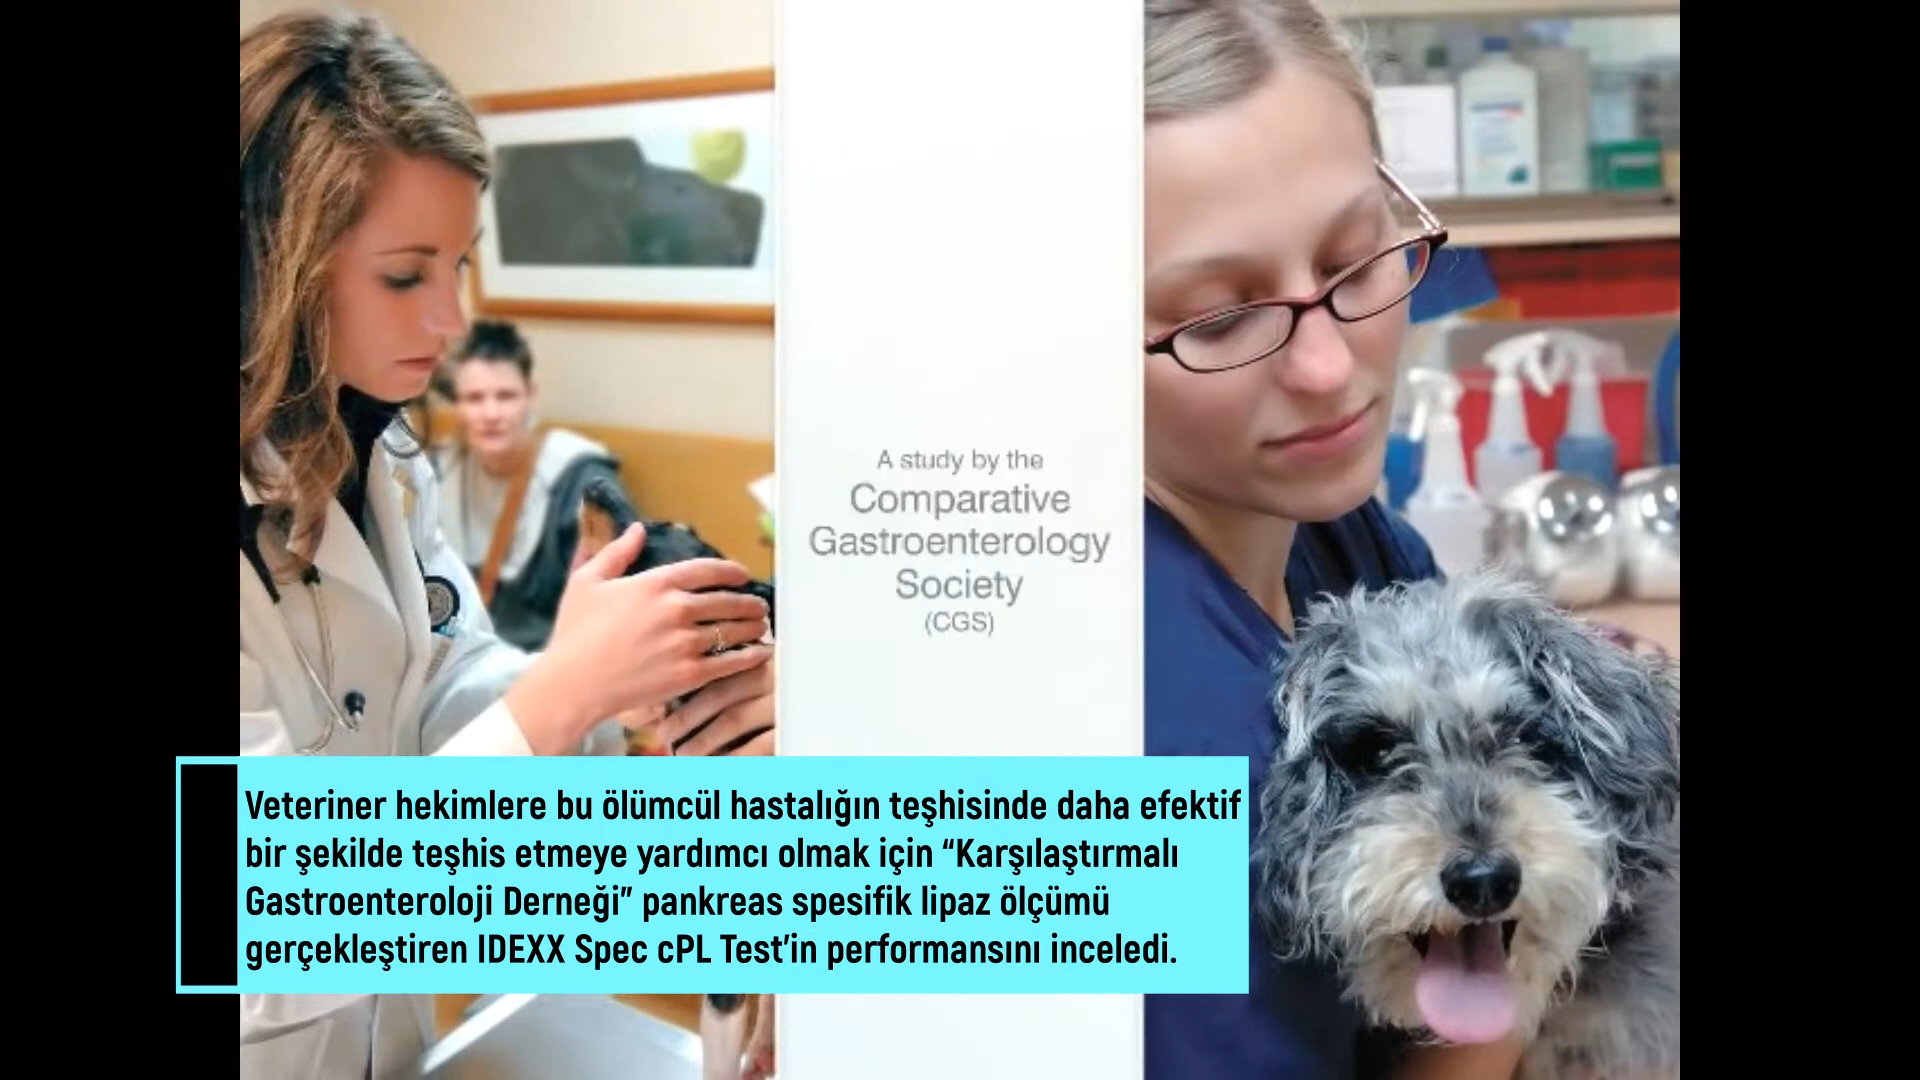 A study by the
Comparative
Gastroenterology
Society
(CGS)
Veteriner hekimlere bu ölümcül hastalığın teşhisinde daha efektif
bir şekilde teşhis etmeye yardımcı olmak için “Karşılaştırmalı
Gastroenteroloji Derneği” pankreas spesifik lipaz ölçümü
gerçekleştiren IDEXX Spec cPL Test’in performansını inceledi.